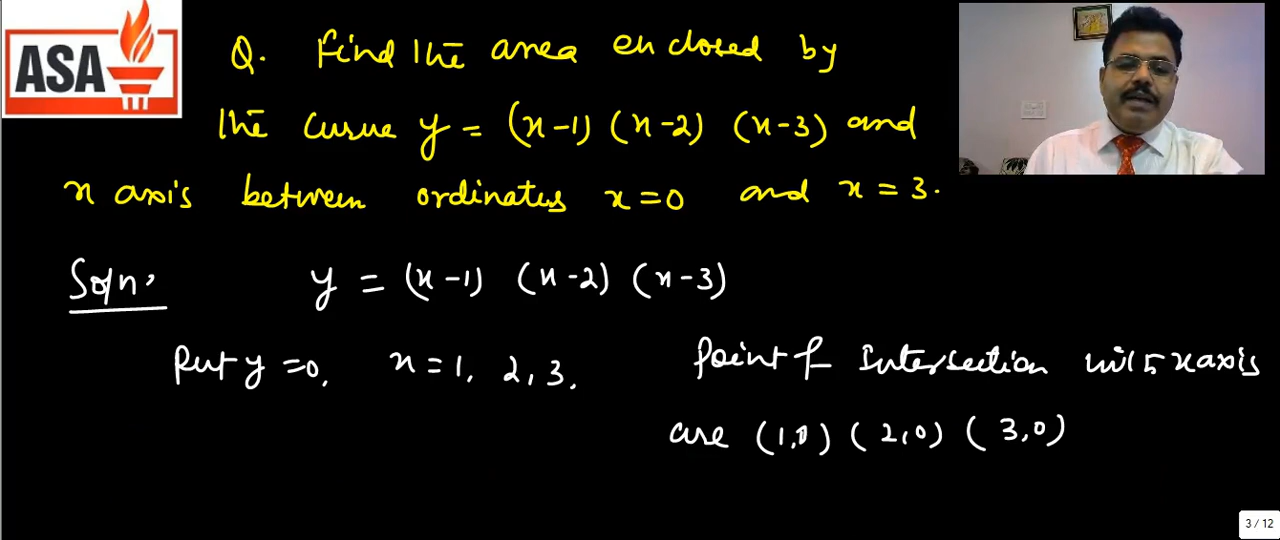 ASA
Q. Find the area enclosed by
the curve y = (x-1) (x-2) (x-3) and
x axis between ordinates x=0 and x = 3.
Soln:
y = (x-1) (x-2) (x-3)
Put y =0, x = 1, 2, 3.
Point of Intersection with x axis
are (1,0) (2,0) (3,0)
3 / 12